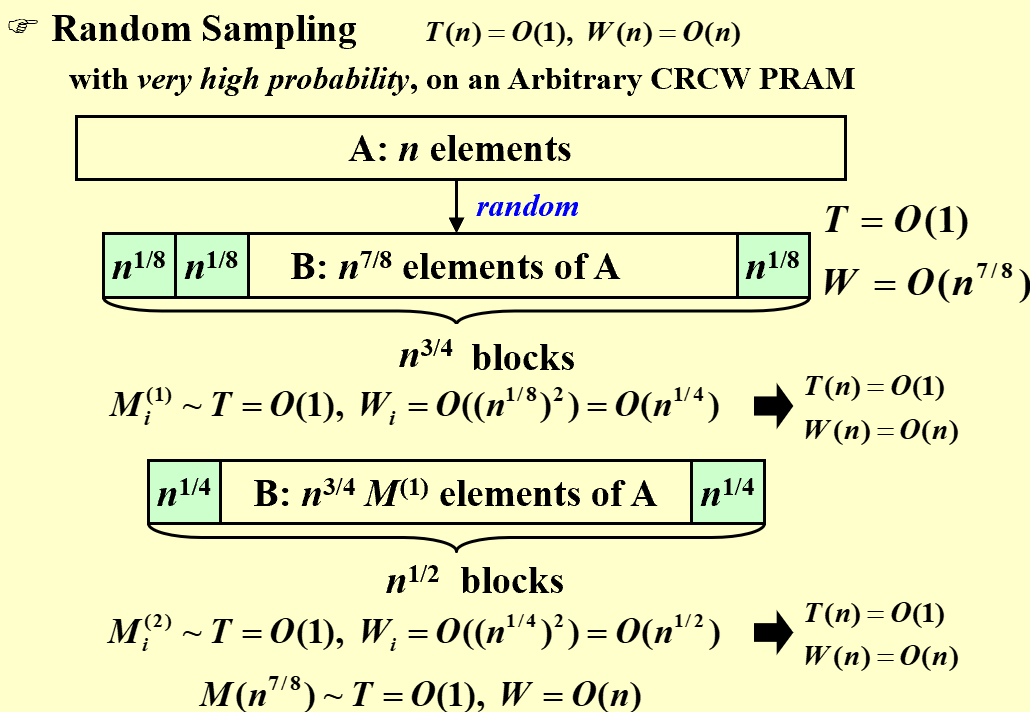 ☞ Random Sampling T(n) = O(1), W(n) = O(n)
with very high probability, on an Arbitrary CRCW PRAM
A: n elements
random
T = O(1)
n^{1/8} n^{1/8} B: n^{7/8} elements of A n^{1/8}
W = O(n^{7/8})
n^{3/4} blocks
M_i^{(1)} ~ T = O(1), W_i = O((n^{1/8})^2) = O(n^{1/4})
T(n) = O(1)
W(n) = O(n)
n^{1/4} B: n^{3/4} M^{(1)} elements of A n^{1/4}
n^{1/2} blocks
M_i^{(2)} ~ T = O(1), W_i = O((n^{1/4})^2) = O(n^{1/2})
T(n) = O(1)
W(n) = O(n)
M(n^{7/8}) ~ T = O(1), W = O(n)